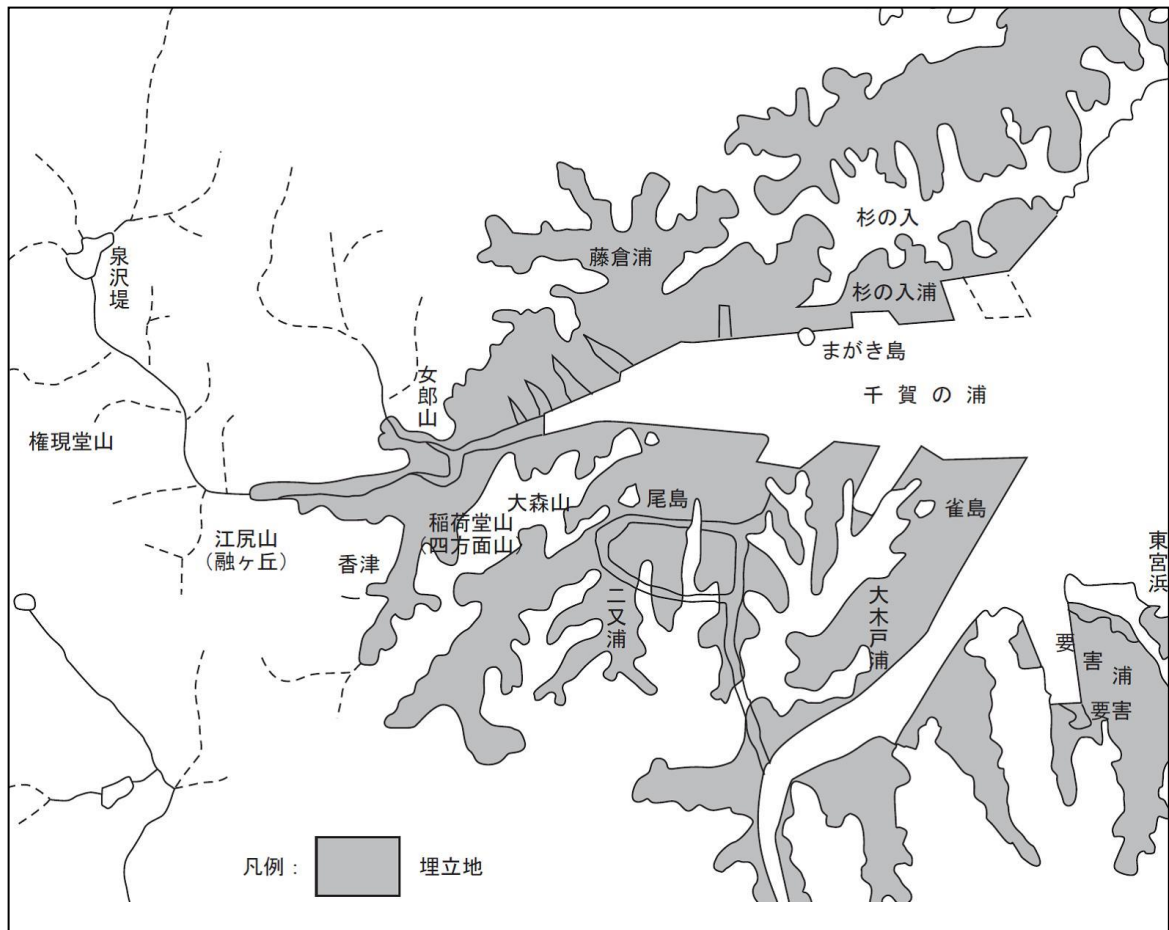 杉の入
藤倉浦
泉沢堤
杉の入浦
まがき島
女郎山
千賀の浦
権現堂山
大森山
尾島
雀島
稲荷堂山
(四方面山)
江尻山
(融ヶ丘)
香津
東宮浜
二又浦
大木戸浦
要害浦
要害
凡例:
埋立地